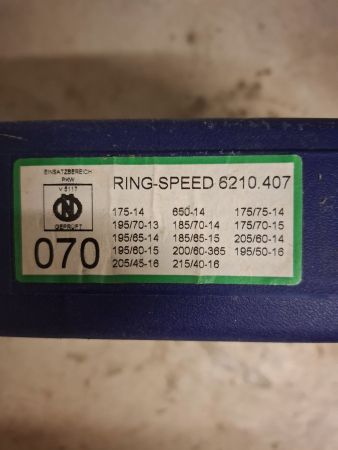 EINSATZBEREICH
PKW
V 5117
GEPRÜFT
070
RING-SPEED 6210.407
175-14 650-14 175/75-14
195/70-13 185/70-14 175/70-15
195/65-14 185/65-15 205/60-14
195/60-15 200/60-365 195/50-16
205/45-16 215/40-16